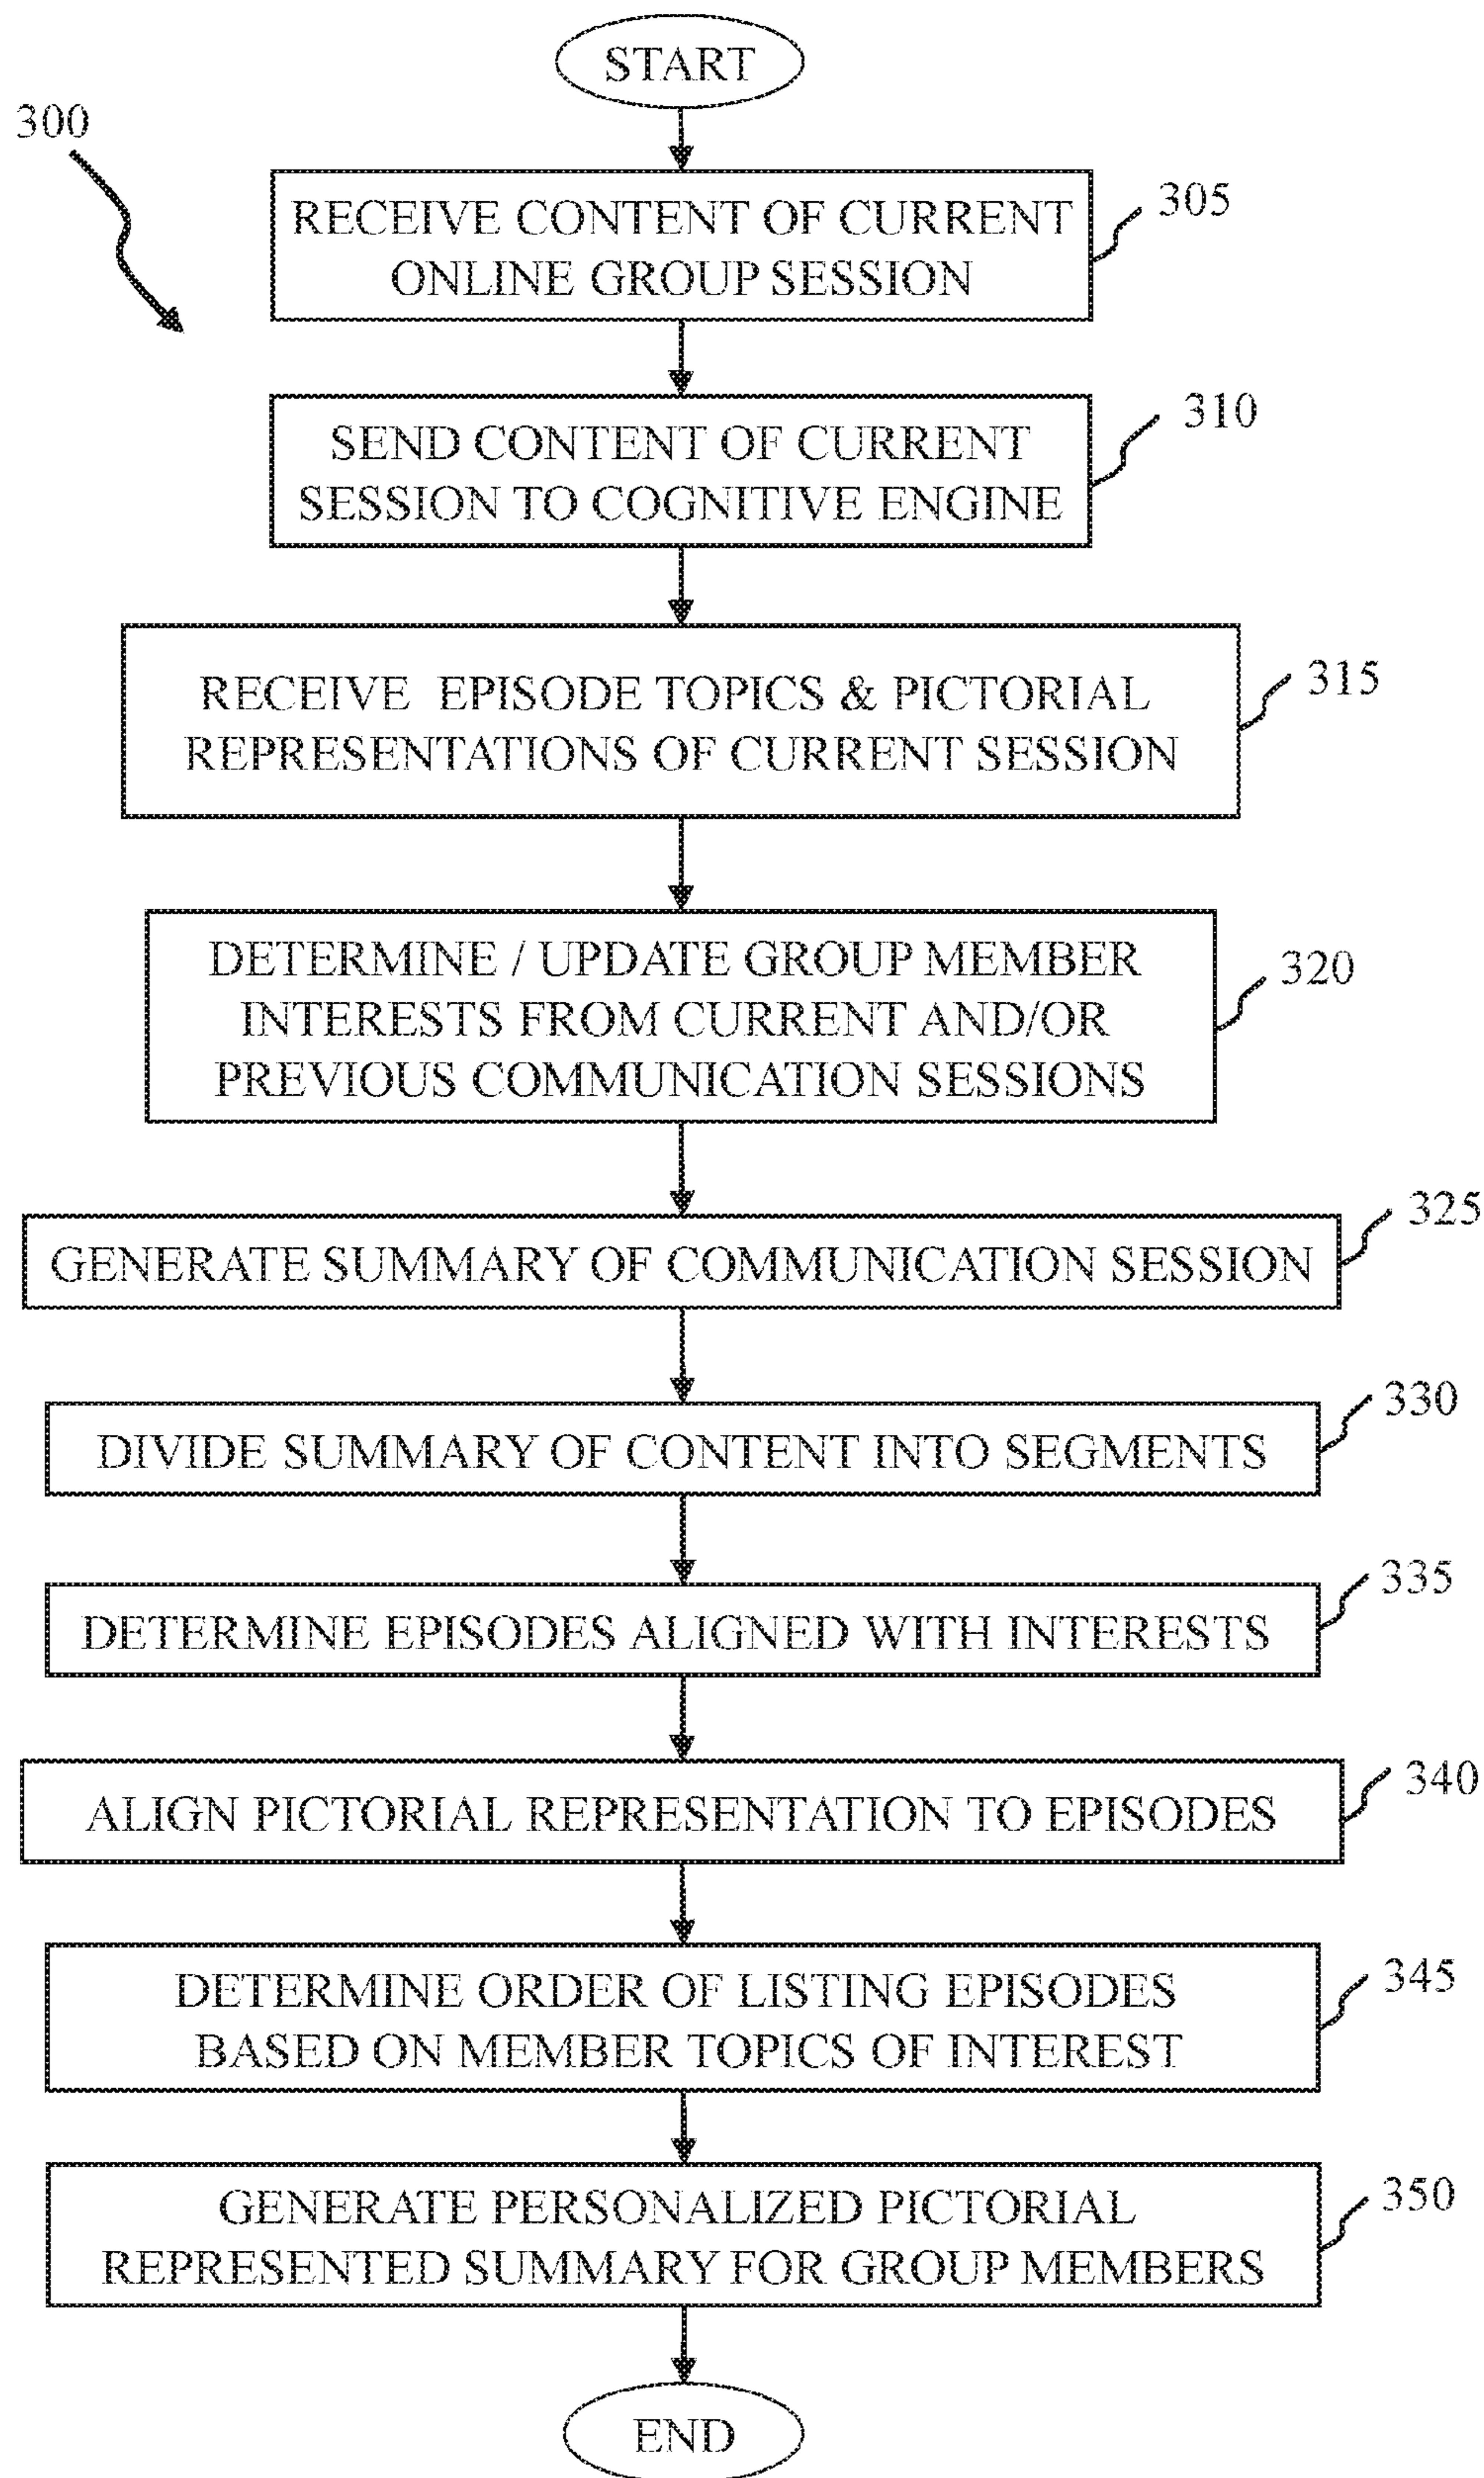 START
300
RECEIVE CONTENT OF CURRENT
ONLINE GROUP SESSION
305
SEND CONTENT OF CURRENT
SESSION TO COGNITIVE ENGINE
310
RECEIVE EPISODE TOPICS & PICTORIAL
REPRESENTATIONS OF CURRENT SESSION
315
DETERMINE / UPDATE GROUP MEMBER
INTERESTS FROM CURRENT AND/OR
PREVIOUS COMMUNICATION SESSIONS
320
GENERATE SUMMARY OF COMMUNICATION SESSION
325
DIVIDE SUMMARY OF CONTENT INTO SEGMENTS
330
DETERMINE EPISODES ALIGNED WITH INTERESTS
335
ALIGN PICTORIAL REPRESENTATION TO EPISODES
340
DETERMINE ORDER OF LISTING EPISODES
BASED ON MEMBER TOPICS OF INTEREST
345
GENERATE PERSONALIZED PICTORIAL
REPRESENTED SUMMARY FOR GROUP MEMBERS
350
END